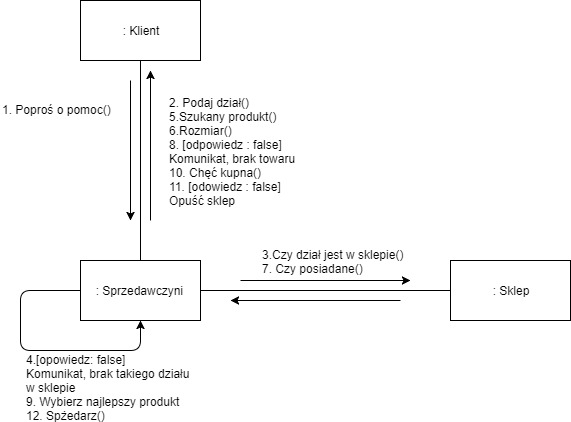 : Klient
1. Poproś o pomoc()
2. Podaj dział()
5.Szukany produkt()
6.Rozmiar()
8. [odpowiedz : false]
Komunikat, brak towaru
10. Chęć kupna()
11. [odowiedz : false]
Opuść sklep
3.Czy dział jest w sklepie()
7. Czy posiadane()
: Sprzedawczyni
: Sklep
4.[opowiedz: false]
Komunikat, brak takiego działu
w sklepie
9. Wybierz najlepszy produkt
12. Spżedarz()